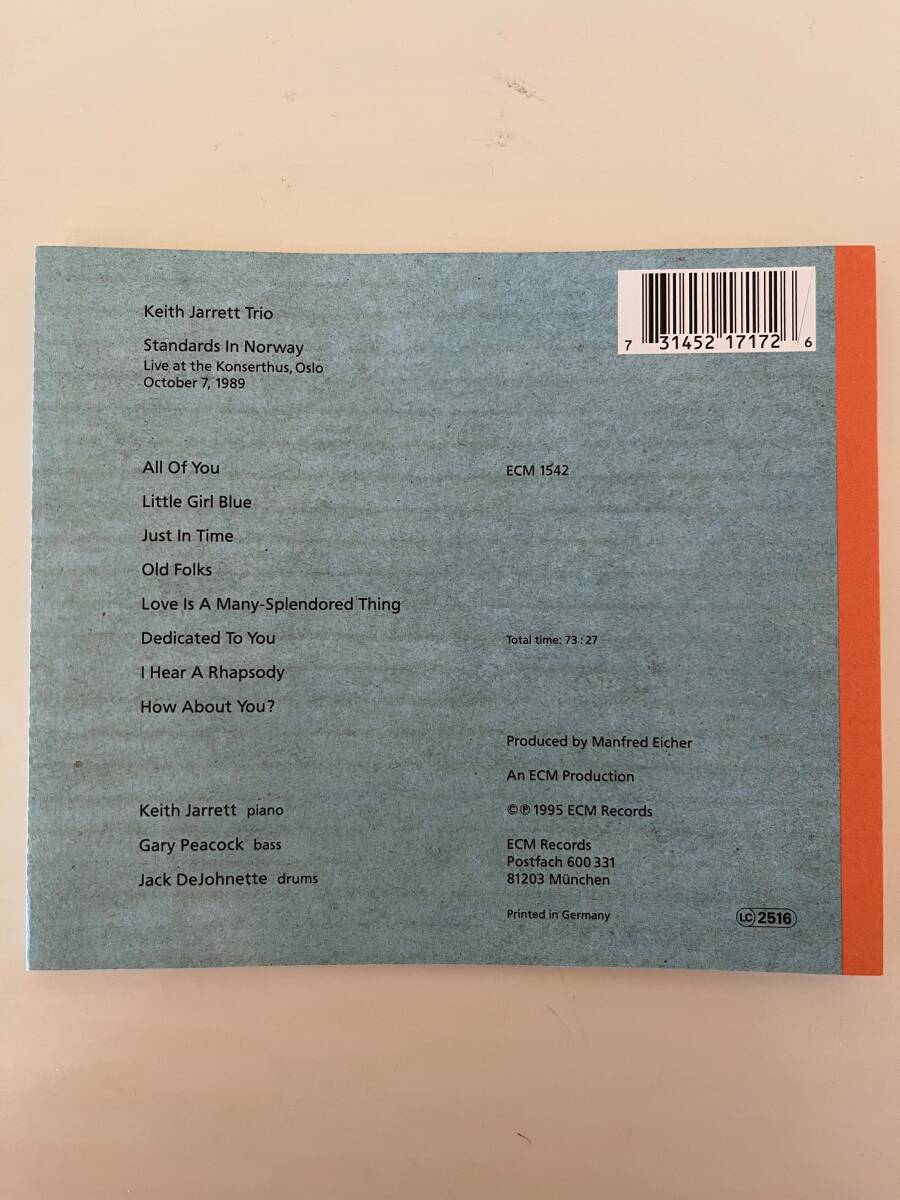 Keith Jarrett Trio
Standards In Norway
Live at the Konserthus, Oslo
October 7, 1989
7 31452 17172 6
All Of You
Little Girl Blue
Just In Time
Old Folks
Love Is A Many-Splendored Thing
Dedicated To You
I Hear A Rhapsody
How About You?
Keith Jarrett piano
Gary Peacock bass
Jack DeJohnette drums
ECM 1542
Total time: 73 : 27
Produced by Manfred Eicher
An ECM Production
©℗ 1995 ECM Records
ECM Records
Postfach 600 331
81203 München
Printed in Germany
LC 2516